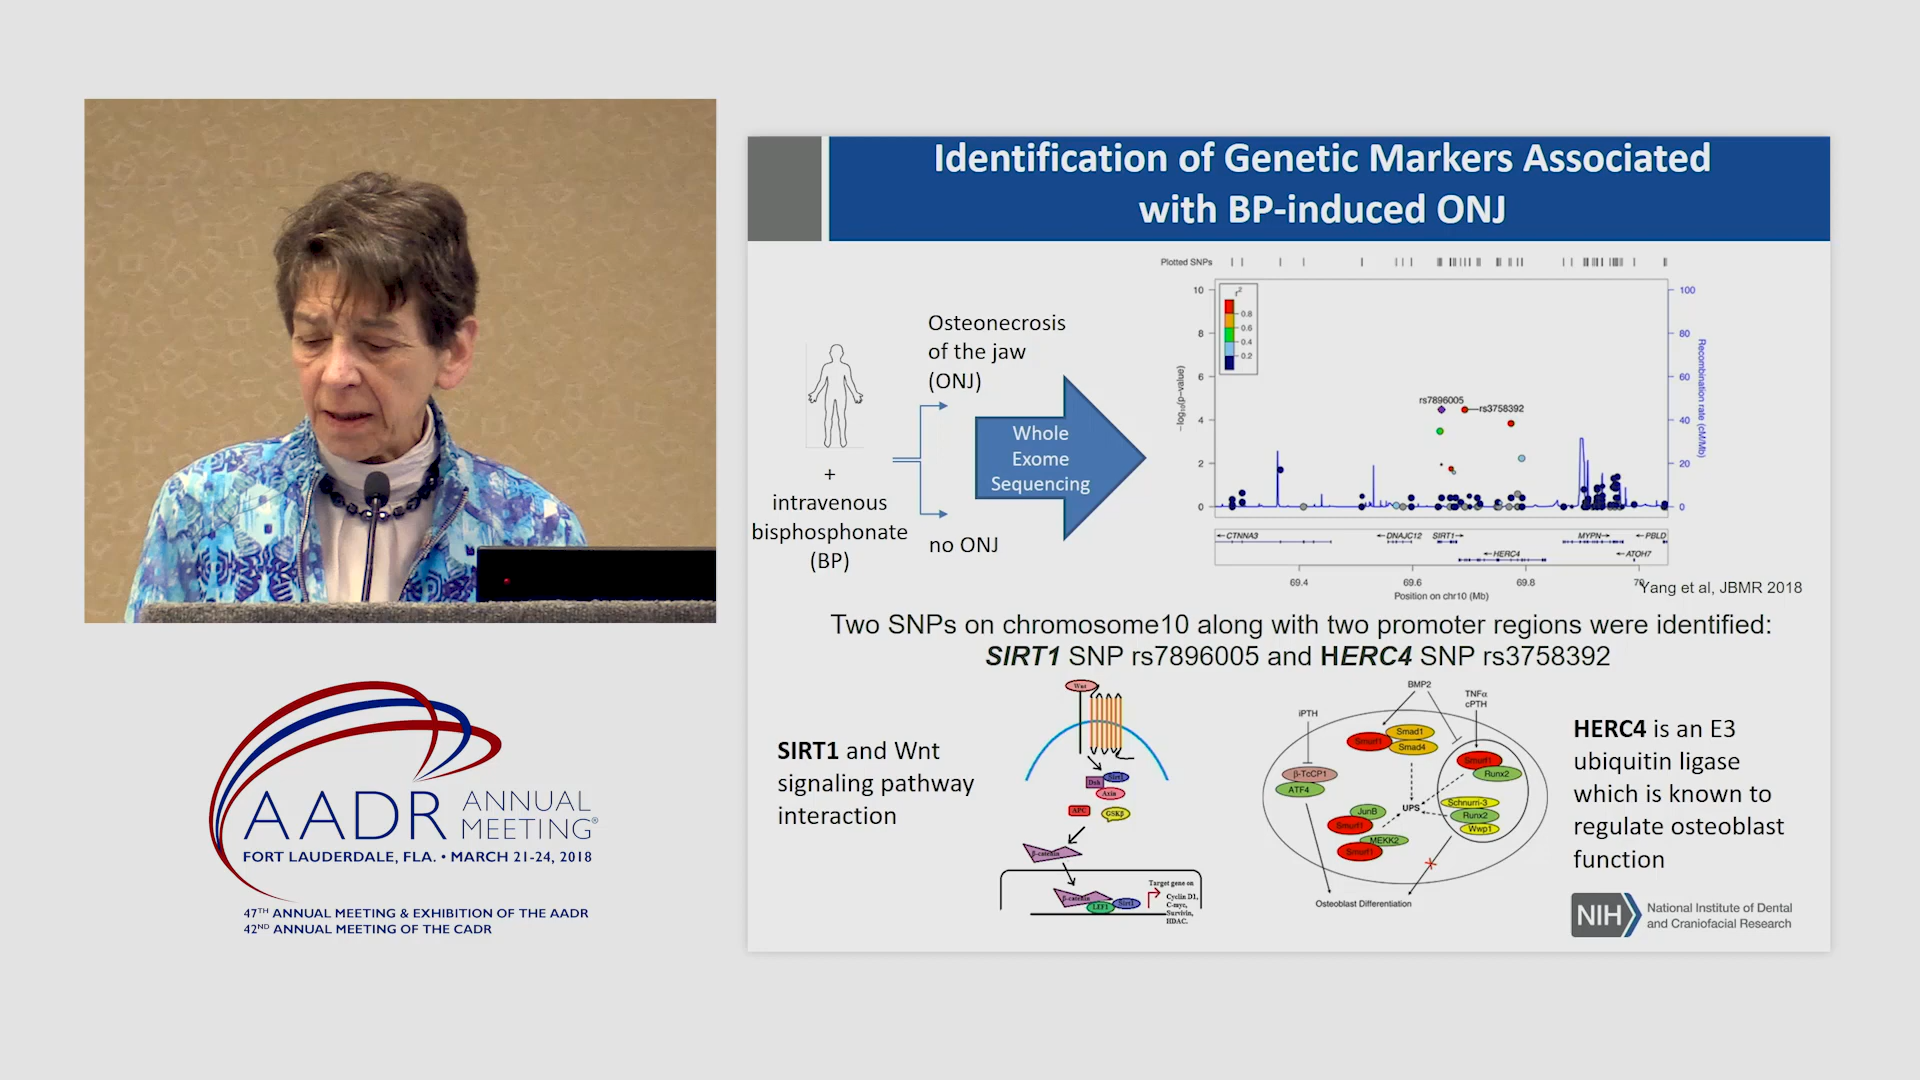 Identification of Genetic Markers Associated
with BP-induced ONJ
Osteonecrosis
of the jaw
(ONJ)
+
intravenous
bisphosphonate
(BP)
no ONJ
Whole
Exome
Sequencing
Plotted SNPs
10
8
6
4
2
0
-log10(p-value)
r2
0.8
0.6
0.4
0.2
rs7896005
rs3758392
100
80
60
40
20
0
Recombination rate (cM/Mb)
←CTNNA3
←DNAJC12
SIRT1→
←HERC4
MYPN→
←PBLD
←ATOH7
69.4
69.6
69.8
70
Position on chr10 (Mb)
Yang et al, JBMR 2018
Two SNPs on chromosome10 along with two promoter regions were identified:
SIRT1 SNP rs7896005 and HERC4 SNP rs3758392
SIRT1 and Wnt
signaling pathway
interaction
Wnt
Dsh
Sirt1
Axin
APC
GSKβ
β-catenin
β-catenin
LEF1
Sirt1
Target gene on
Cyclin D1,
C-myc,
Survivin,
HDAC.
BMP2
TNFα
cPTH
iPTH
Smurf1
Smad1
Smad4
β-TcCP1
ATF4
Smurf1
Runx2
UPS
Schnurri-3
Runx2
Wwp1
JunB
Smurf1
MEKK2
Smurf1
Osteoblast Differentiation
HERC4 is an E3
ubiquitin ligase
which is known to
regulate osteoblast
function
NIH
National Institute of Dental
and Craniofacial Research
AADR ANNUAL
MEETING®
FORT LAUDERDALE, FLA. • MARCH 21-24, 2018
47TH ANNUAL MEETING & EXHIBITION OF THE AADR
42ND ANNUAL MEETING OF THE CADR